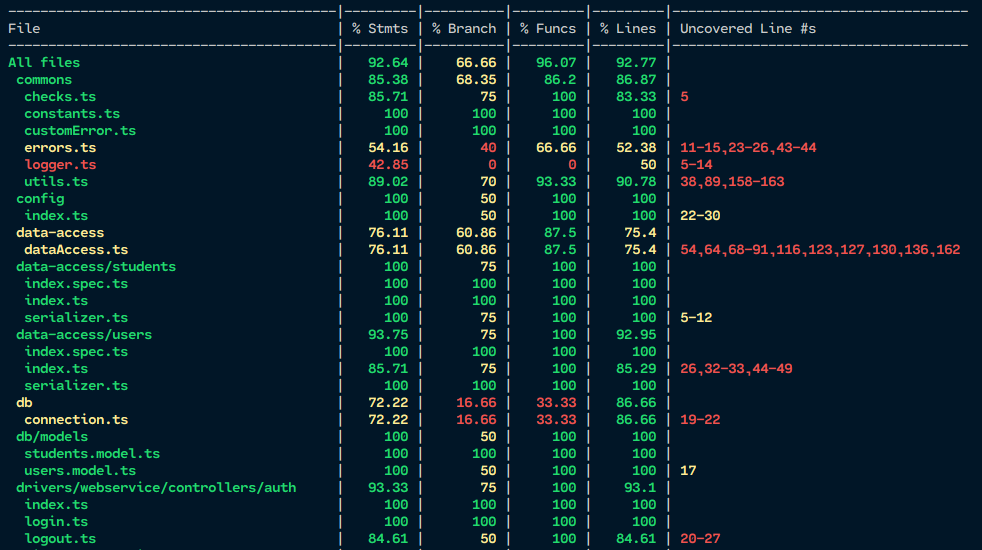 File | % Stmts | % Branch | % Funcs | % Lines | Uncovered Line #s
All files | 92.64 | 66.66 | 96.07 | 92.77 |
commons | 85.38 | 68.35 | 86.2 | 86.87 |
checks.ts | 85.71 | 75 | 100 | 83.33 | 5
constants.ts | 100 | 100 | 100 | 100 |
customError.ts | 100 | 100 | 100 | 100 |
errors.ts | 54.16 | 40 | 66.66 | 52.38 | 11-15,23-26,43-44
logger.ts | 42.85 | 0 | 0 | 50 | 5-14
utils.ts | 89.02 | 70 | 93.33 | 90.78 | 38,89,158-163
config | 100 | 50 | 100 | 100 |
index.ts | 100 | 50 | 100 | 100 | 22-30
data-access | 76.11 | 60.86 | 87.5 | 75.4 |
dataAccess.ts | 76.11 | 60.86 | 87.5 | 75.4 | 54,64,68-91,116,123,127,130,136,162
data-access/students | 100 | 75 | 100 | 100 |
index.spec.ts | 100 | 100 | 100 | 100 |
index.ts | 100 | 100 | 100 | 100 |
serializer.ts | 100 | 75 | 100 | 100 | 5-12
data-access/users | 93.75 | 75 | 100 | 92.95 |
index.spec.ts | 100 | 100 | 100 | 100 |
index.ts | 85.71 | 75 | 100 | 85.29 | 26,32-33,44-49
serializer.ts | 100 | 100 | 100 | 100 |
db | 72.22 | 16.66 | 33.33 | 86.66 |
connection.ts | 72.22 | 16.66 | 33.33 | 86.66 | 19-22
db/models | 100 | 50 | 100 | 100 |
students.model.ts | 100 | 100 | 100 | 100 |
users.model.ts | 100 | 50 | 100 | 100 | 17
drivers/webservice/controllers/auth | 93.33 | 75 | 100 | 93.1 |
index.ts | 100 | 100 | 100 | 100 |
login.ts | 100 | 100 | 100 | 100 |
logout.ts | 84.61 | 50 | 100 | 84.61 | 20-27